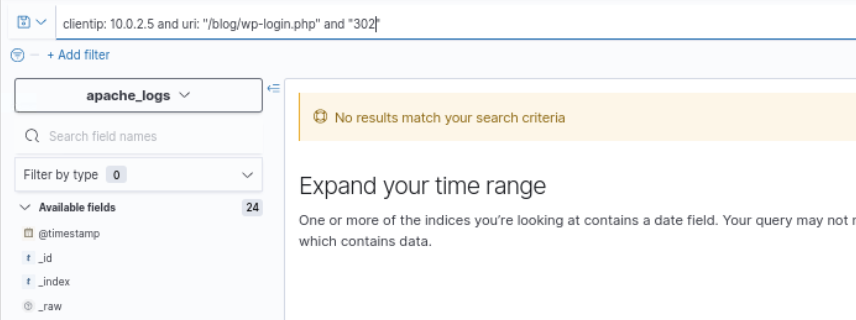 clientip: 10.0.2.5 and uri: "/blog/wp-login.php" and "302"
+ Add filter
apache_logs
Search field names
Filter by type 0
Available fields 24
@timestamp
t _id
t _index
_raw
No results match your search criteria
Expand your time range
One or more of the indices you're looking at contains a date field. Your query may not
which contains data.